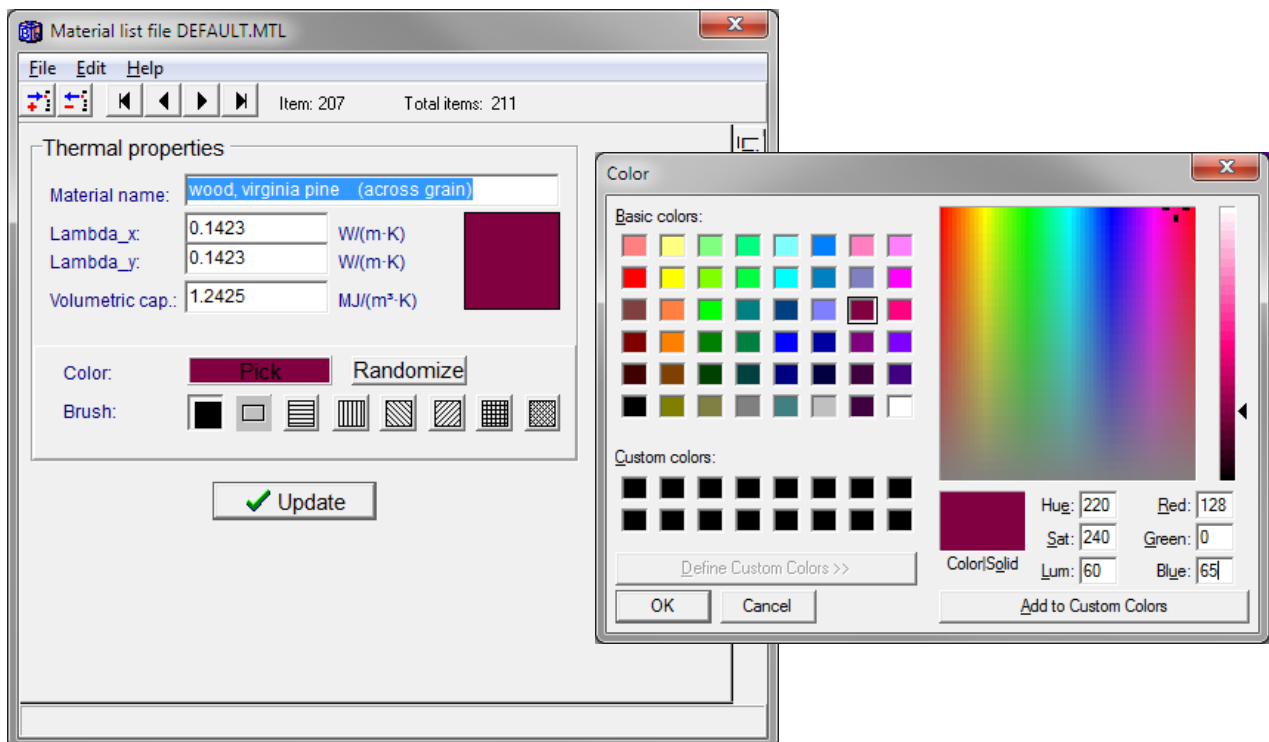 Material list file DEFAULT.MTL
File Edit Help
Item: 207 Total items: 211
Thermal properties
Material name: wood, virginia pine (across grain)
Lambda_x: 0.1423 W/(m·K)
Lambda_y: 0.1423 W/(m·K)
Volumetric cap.: 1.2425 MJ/(m³·K)
Color: Pick Randomize
Brush:
Update
Color
Basic colors:
Custom colors:
Define Custom Colors >>
OK Cancel
Color|Solid
Hue: 220 Red: 128
Sat: 240 Green: 0
Lum: 60 Blue: 65
Add to Custom Colors